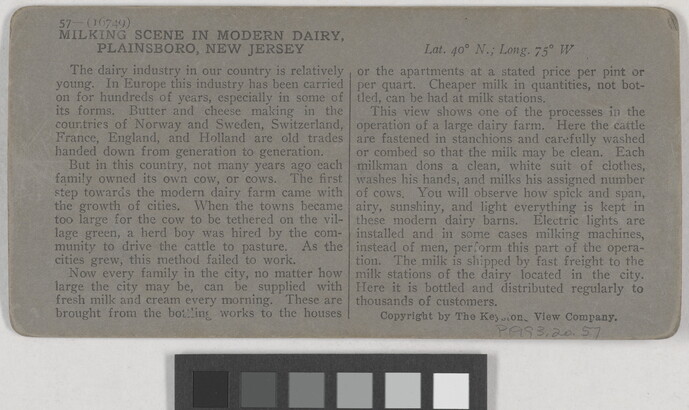 57—(16749)
MILKING SCENE IN MODERN DAIRY,
PLAINSBORO, NEW JERSEY
Lat. 40° N.; Long. 75° W
The dairy industry in our country is relatively
young. In Europe this industry has been carried
on for hundreds of years, especially in some of
its forms. Butter and cheese making in the
countries of Norway and Sweden, Switzerland,
France, England, and Holland are old trades
handed down from generation to generation.
But in this country, not many years ago each
family owned its own cow, or cows. The first
step towards the modern dairy farm came with
the growth of cities. When the towns became
too large for the cow to be tethered on the vil-
lage green, a herd boy was hired by the com-
munity to drive the cattle to pasture. As the
cities grew, this method failed to work.
Now every family in the city, no matter how
large the city may be, can be supplied with
fresh milk and cream every morning. These are
brought from the bottling works to the houses
or the apartments at a stated price per pint or
per quart. Cheaper milk in quantities, not bot-
tled, can be had at milk stations.
This view shows one of the processes in the
operation of a large dairy farm. Here the cattle
are fastened in stanchions and carefully washed
or combed so that the milk may be clean. Each
milkman dons a clean, white suit of clothes,
washes his hands, and milks his assigned number
of cows. You will observe how spick and span,
airy, sunshiny, and light everything is kept in
these modern dairy barns. Electric lights are
installed and in some cases milking machines,
instead of men, perform this part of the opera-
tion. The milk is shipped by fast freight to the
milk stations of the dairy located in the city.
Here it is bottled and distributed regularly to
thousands of customers.
Copyright by The Keystone View Company.
P993.20.57